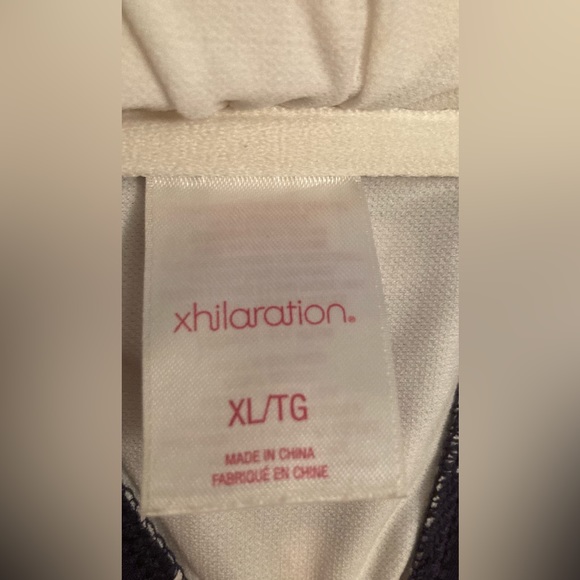 xhilaration®
XL/TG
MADE IN CHINA
FABRIQUÉ EN CHINE